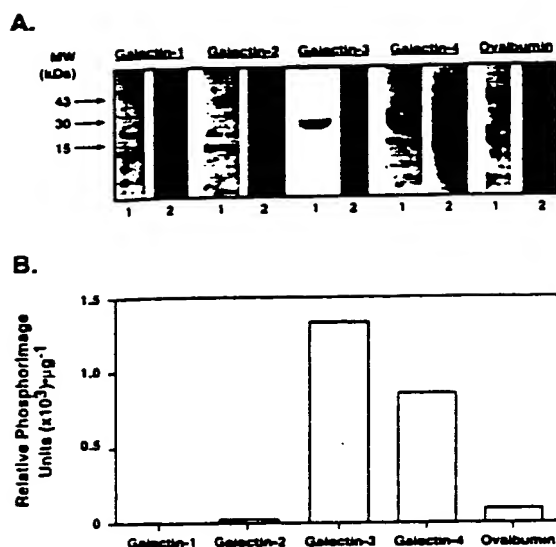 A.
MW (kDa) Galectin-1 Galectin-2 Galectin-3 Galectin-4 Ovalbumin
43
30
15
1 2 1 2 1 2 1 2 1 2
B.
Relative PhosphorImage
Units (x10³)•µg⁻¹
1.5
1.0
0.5
0
Galectin-1 Galectin-2 Galectin-3 Galectin-4 Ovalbumin